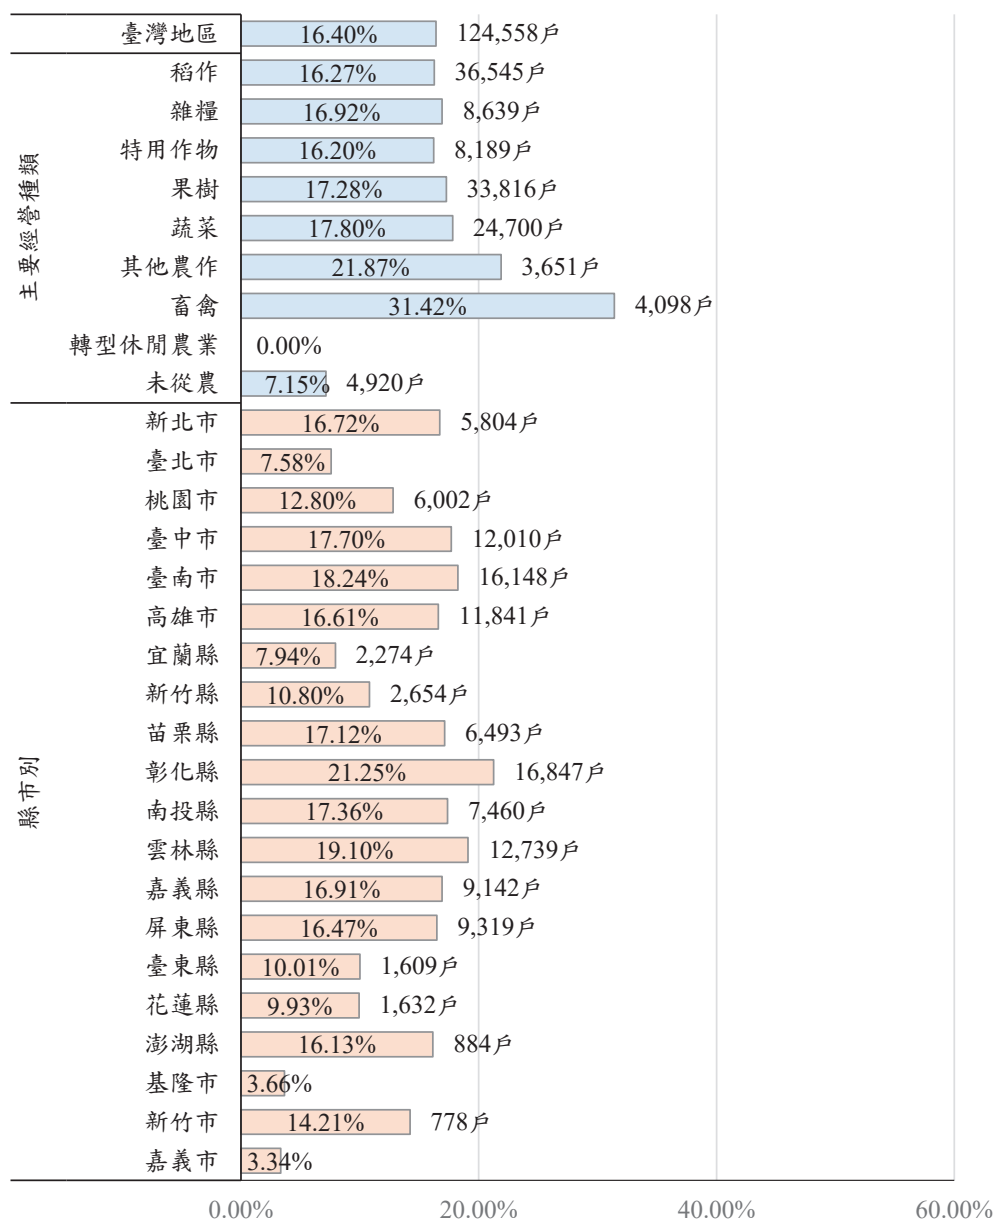 臺灣地區 16.40% 124,558戶
主要經營種類
稻作 16.27% 36,545戶
雜糧 16.92% 8,639戶
特用作物 16.20% 8,189戶
果樹 17.28% 33,816戶
蔬菜 17.80% 24,700戶
其他農作 21.87% 3,651戶
畜禽 31.42% 4,098戶
轉型休閒農業 0.00%
未從農 7.15% 4,920戶
縣市別
新北市 16.72% 5,804戶
臺北市 7.58%
桃園市 12.80% 6,002戶
臺中市 17.70% 12,010戶
臺南市 18.24% 16,148戶
高雄市 16.61% 11,841戶
宜蘭縣 7.94% 2,274戶
新竹縣 10.80% 2,654戶
苗栗縣 17.12% 6,493戶
彰化縣 21.25% 16,847戶
南投縣 17.36% 7,460戶
雲林縣 19.10% 12,739戶
嘉義縣 16.91% 9,142戶
屏東縣 16.47% 9,319戶
臺東縣 10.01% 1,609戶
花蓮縣 9.93% 1,632戶
澎湖縣 16.13% 884戶
基隆市 3.66%
新竹市 14.21% 778戶
嘉義市 3.34%
0.00% 20.00% 40.00% 60.00%